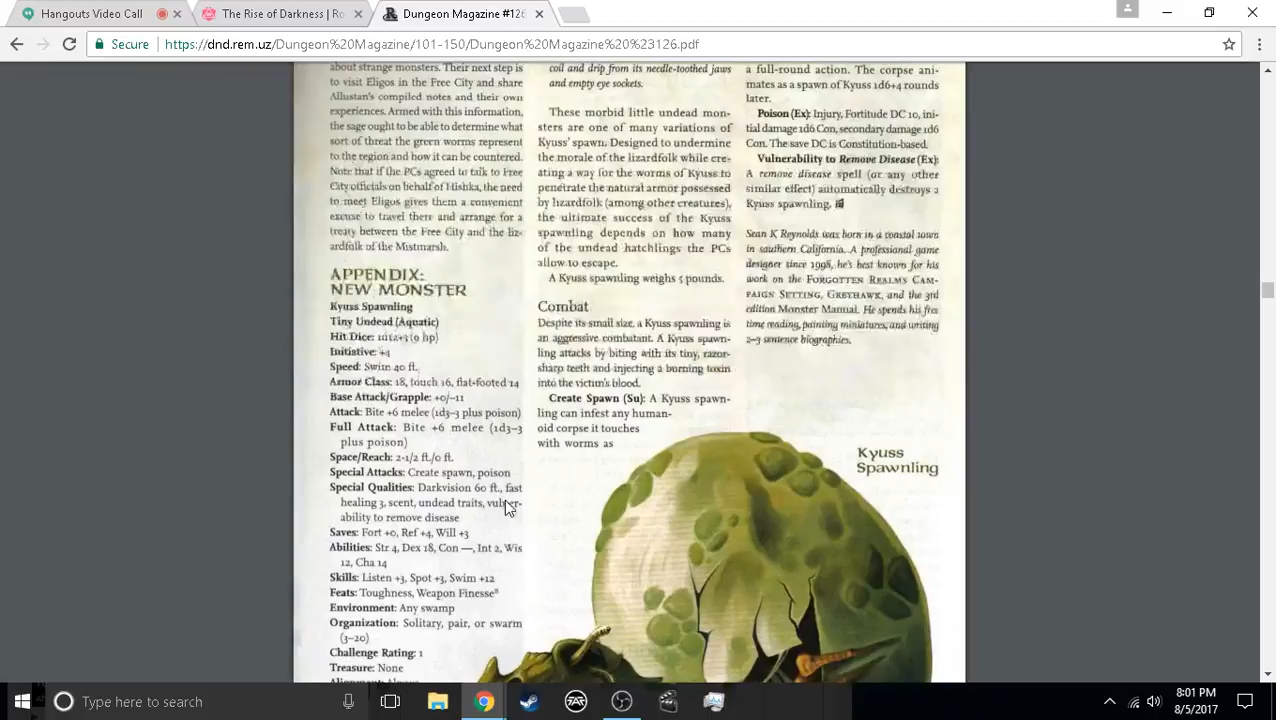 Hangouts Video Call
The Rise of Darkness | Ro
Dungeon Magazine #126
Secure
https://dnd.rem.uz/Dungeon%20Magazine/101-150/Dungeon%20Magazine%20%23126.pdf
about strange monsters. Their next step is
to visit Eligos in the Free City and share
Allustan's compiled notes and their own
experiences. Armed with this information,
the sage ought to be able to determine what
sort of threat the green worms represent
to the region and how it can be countered.
Note that if the PCs agreed to talk to Free
City officials on behalf of Hishka, the need
to meet Eligos gives them a convenient
excuse to travel there and arrange for a
treaty between the Free City and the liz-
ardfolk of the Mistmarsh.
APPENDIX:
NEW MONSTER
Kyuss Spawnling
Tiny Undead (Aquatic)
Hit Dice: 1d12+3 (9 hp)
Initiative: +4
Speed: Swim 40 ft.
Armor Class: 18, touch 16, flat-footed 14
Base Attack/Grapple: +0/–11
Attack: Bite +6 melee (1d3–3 plus poison)
Full Attack: Bite +6 melee (1d3–3
plus poison)
Space/Reach: 2-1/2 ft./0 ft.
Special Attacks: Create spawn, poison
Special Qualities: Darkvision 60 ft., fast
healing 3, scent, undead traits, vulner-
ability to remove disease
Saves: Fort +0, Ref +4, Will +3
Abilities: Str 4, Dex 18, Con —, Int 2, Wis
12, Cha 14
Skills: Listen +3, Spot +3, Swim +12
Feats: Toughness, Weapon Finesse
Environment: Any swamp
Organization: Solitary, pair, or swarm
(3–20)
Challenge Rating: 1
Treasure: None
coil and drip from its needle-toothed jaws
and empty eye sockets.
These morbid little undead mon-
sters are one of many variations of
Kyuss' spawn. Designed to undermine
the morale of the lizardfolk while cre-
ating a way for the worms of Kyuss to
penetrate the natural armor possessed
by lizardfolk (among other creatures),
the ultimate success of the Kyuss
spawnling depends on how many
of the undead hatchlings the PCs
allow to escape.
A Kyuss spawnling weighs 5 pounds.
Combat
Despite its small size, a Kyuss spawnling is
an aggressive combatant. A Kyuss spawn-
ling attacks by biting with its tiny, razor-
sharp teeth and injecting a burning toxin
into the victim's blood.
Create Spawn (Su): A Kyuss spawn-
ling can infest any human-
oid corpse it touches
with worms as
a full-round action. The corpse ani-
mates as a spawn of Kyuss 1d6+4 rounds
later.
Poison (Ex): Injury, Fortitude DC 10, ini-
tial damage 1d6 Con, secondary damage 1d6
Con. The save DC is Constitution-based.
Vulnerability to Remove Disease (Ex):
A remove disease spell (or any other
similar effect) automatically destroys a
Kyuss spawnling.
Sean K Reynolds was born in a coastal town
in southern California. A professional game
designer since 1998, he's best known for his
work on the FORGOTTEN REALMS CAM-
PAIGN SETTING, GREYHAWK, and the 3rd
edition Monster Manual. He spends his free
time reading, painting miniatures, and writing
2–3 sentence biographies.
Kyuss
Spawnling
Type here to search
8:01 PM
8/5/2017